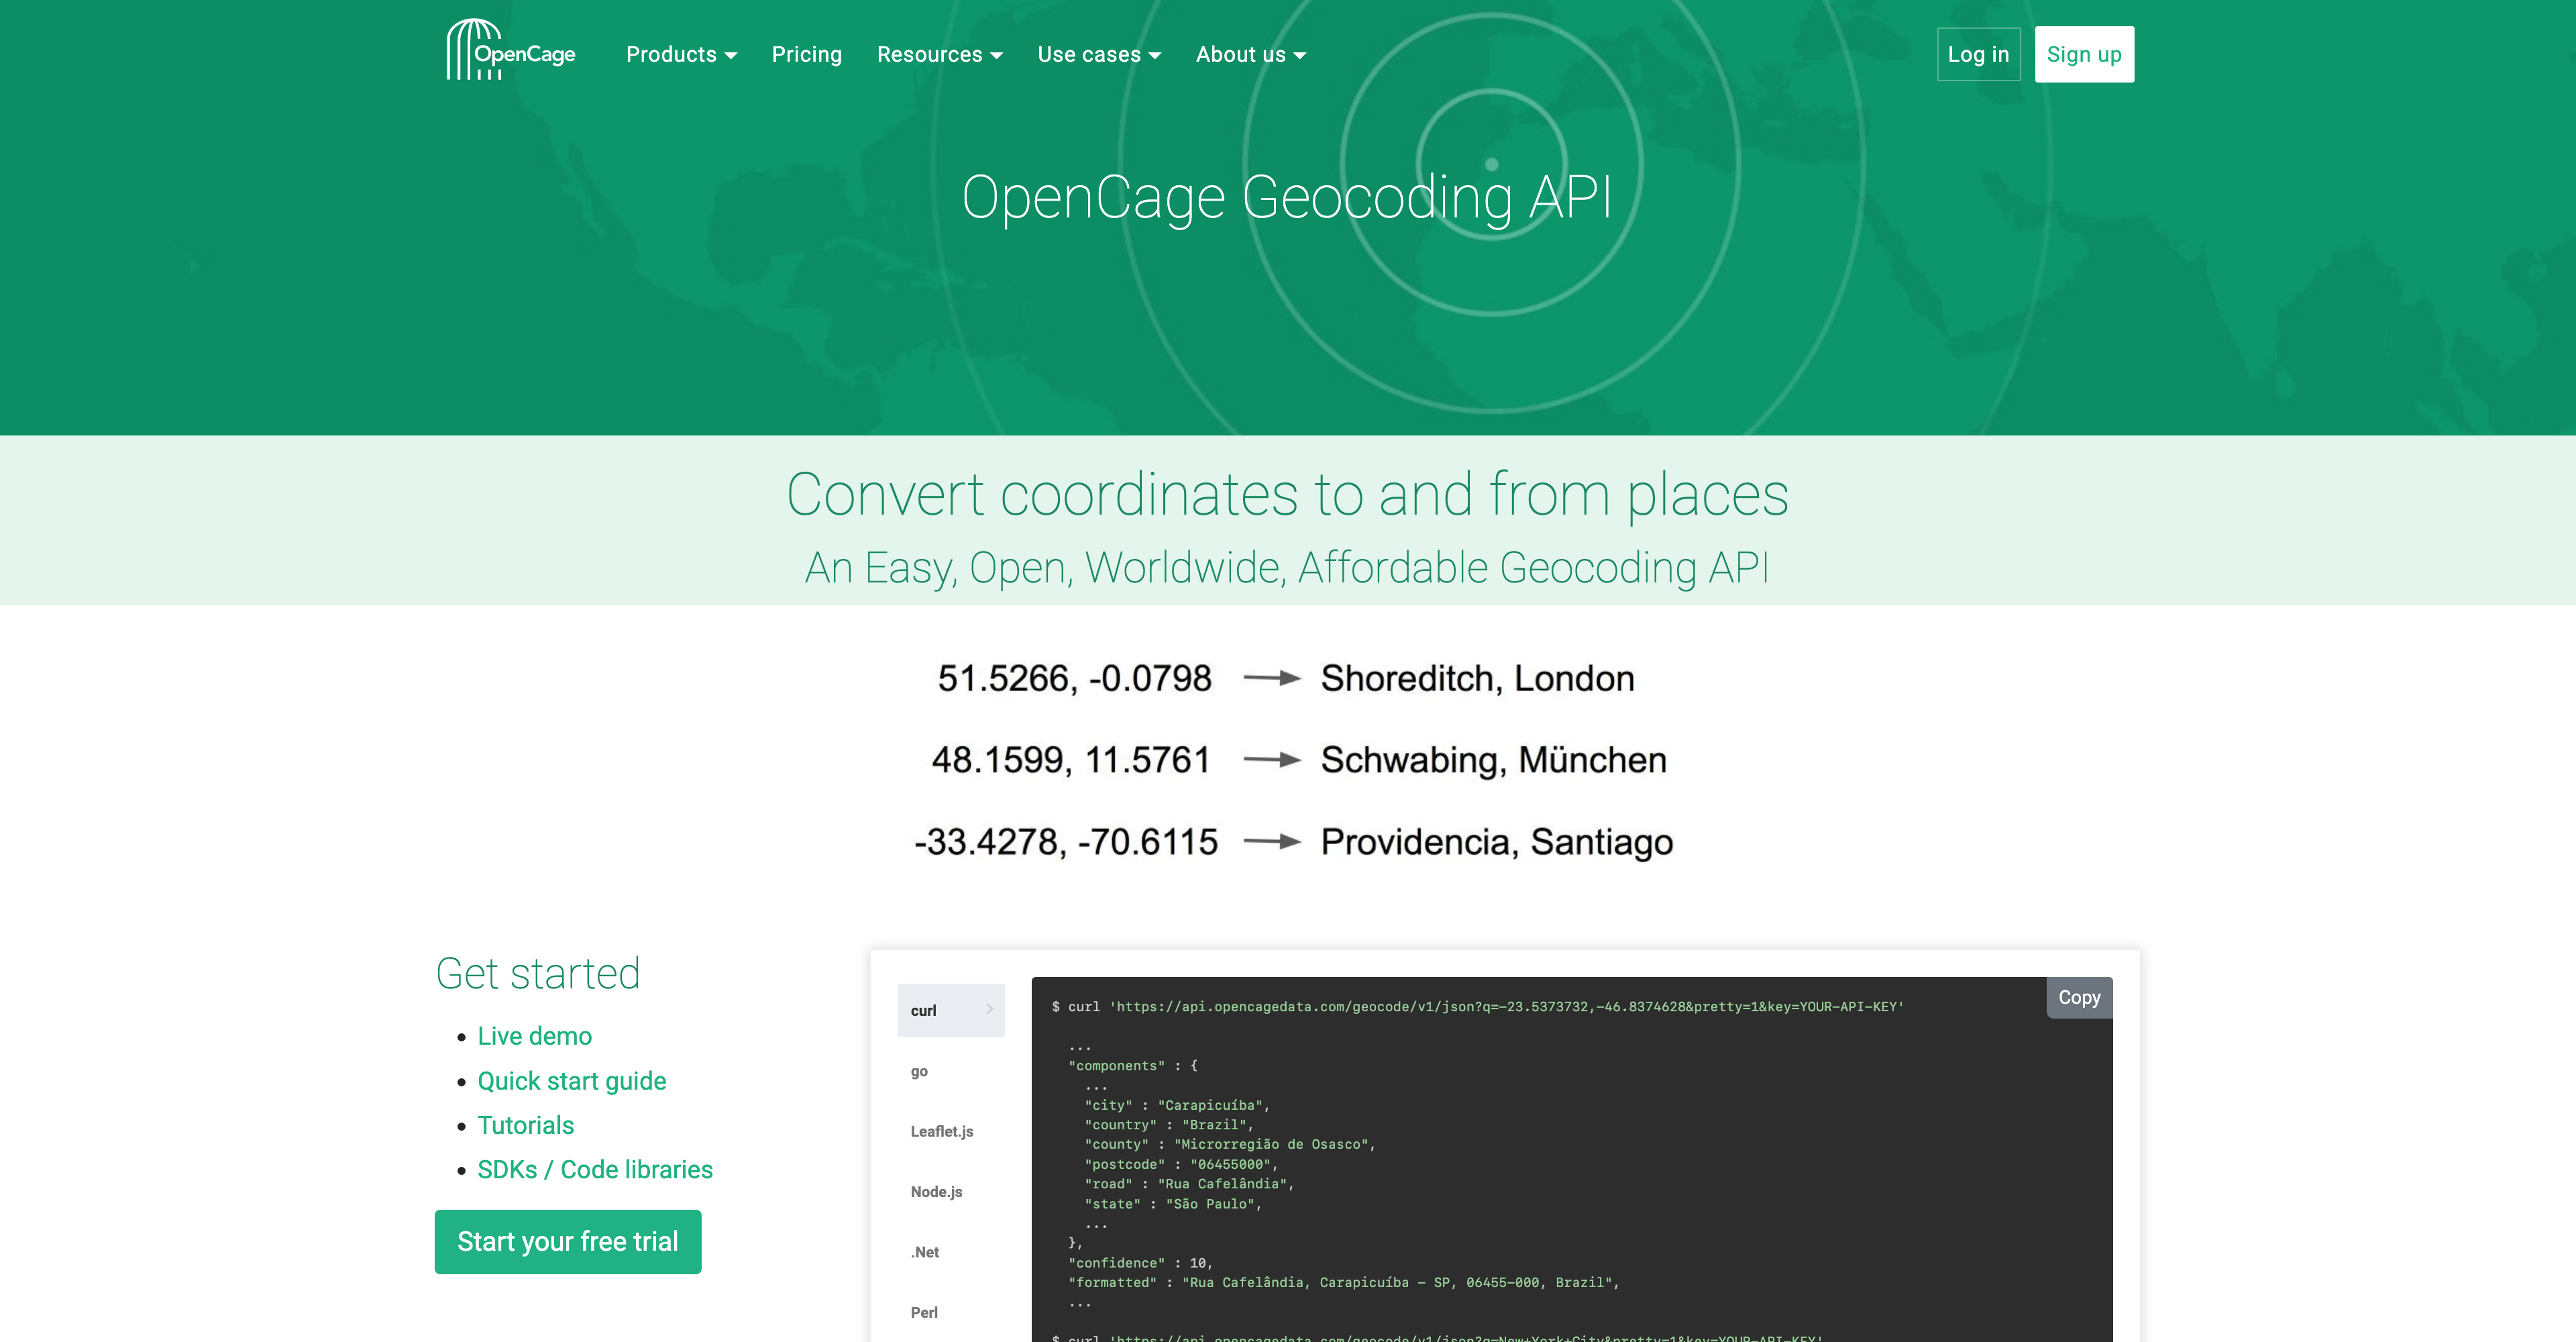 OpenCage
Products
Pricing
Resources
Use cases
About us
Log in
Sign up
OpenCage Geocoding API
Convert coordinates to and from places
An Easy, Open, Worldwide, Affordable Geocoding API
51.5266, -0.0798 → Shoreditch, London
48.1599, 11.5761 → Schwabing, München
-33.4278, -70.6115 → Providencia, Santiago
Get started
Live demo
Quick start guide
Tutorials
SDKs / Code libraries
Start your free trial
curl
go
Leaflet.js
Node.js
.Net
Perl
Copy
$ curl 'https://api.opencagedata.com/geocode/v1/json?q=-23.5373732,-46.8374628&pretty=1&key=YOUR-API-KEY'
...
"components" : {
...
"city" : "Carapicuíba",
"country" : "Brazil",
"county" : "Microrregião de Osasco",
"postcode" : "06455000",
"road" : "Rua Cafelândia",
"state" : "São Paulo",
...
},
"confidence" : 10,
"formatted" : "Rua Cafelândia, Carapicuíba - SP, 06455-000, Brazil",
...
$ curl 'https://api.opencagedata.com/geocode/v1/json?q=New+York+City&pretty=1&key=YOUR-API-KEY'